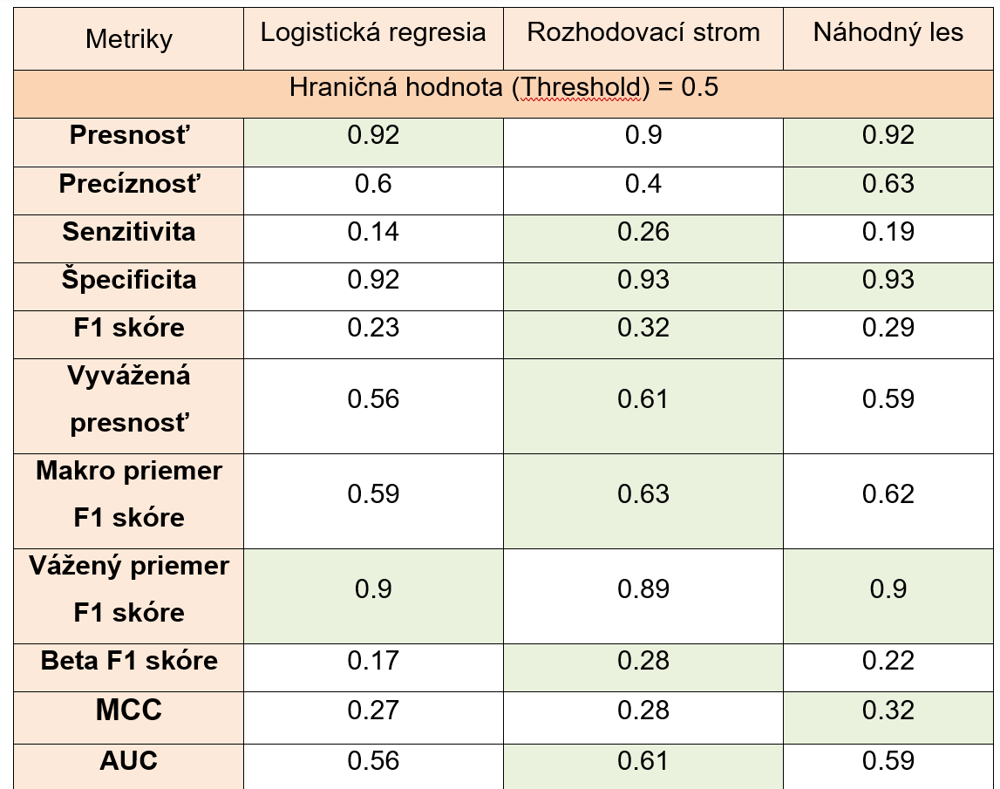 Metriky Logistická regresia Rozhodovací strom Náhodný les
Hraničná hodnota (Threshold) = 0.5
Presnosť 0.92 0.9 0.92
Precíznosť 0.6 0.4 0.63
Senzitivita 0.14 0.26 0.19
Špecificita 0.92 0.93 0.93
F1 skóre 0.23 0.32 0.29
Vyvážená
presnosť 0.56 0.61 0.59
Makro priemer
F1 skóre 0.59 0.63 0.62
Vážený priemer
F1 skóre 0.9 0.89 0.9
Beta F1 skóre 0.17 0.28 0.22
MCC 0.27 0.28 0.32
AUC 0.56 0.61 0.59